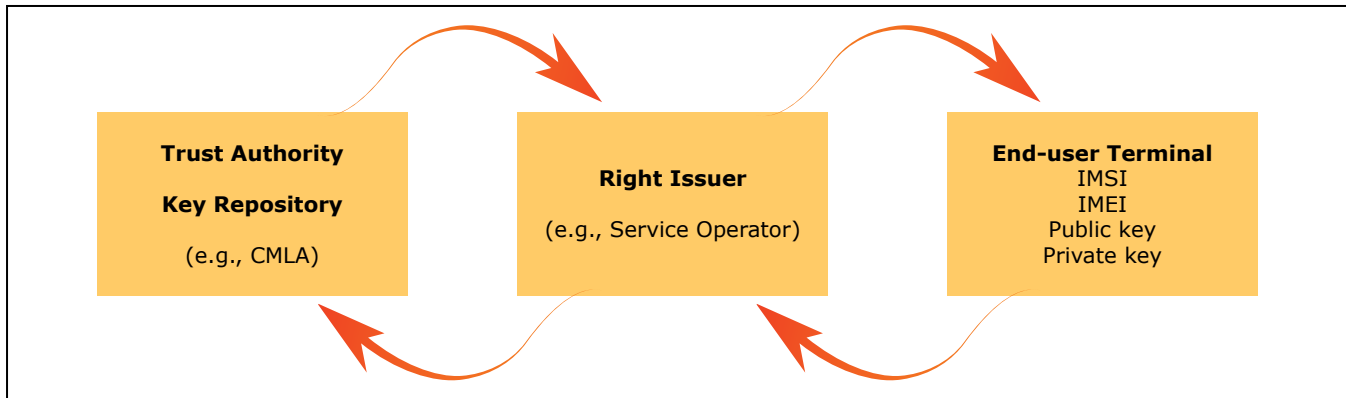 Trust Authority
Key Repository
(e.g., CMLA)
Right Issuer
(e.g., Service Operator)
End-user Terminal
IMSI
IMEI
Public key
Private key